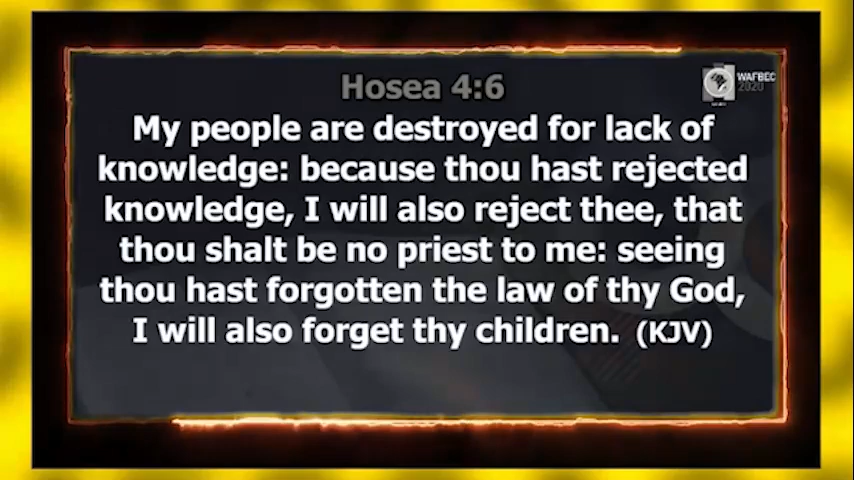 Hosea 4:6
WAFBEC
2020
My people are destroyed for lack of
knowledge: because thou hast rejected
knowledge, I will also reject thee, that
thou shalt be no priest to me: seeing
thou hast forgotten the law of thy God,
I will also forget thy children. (KJV)